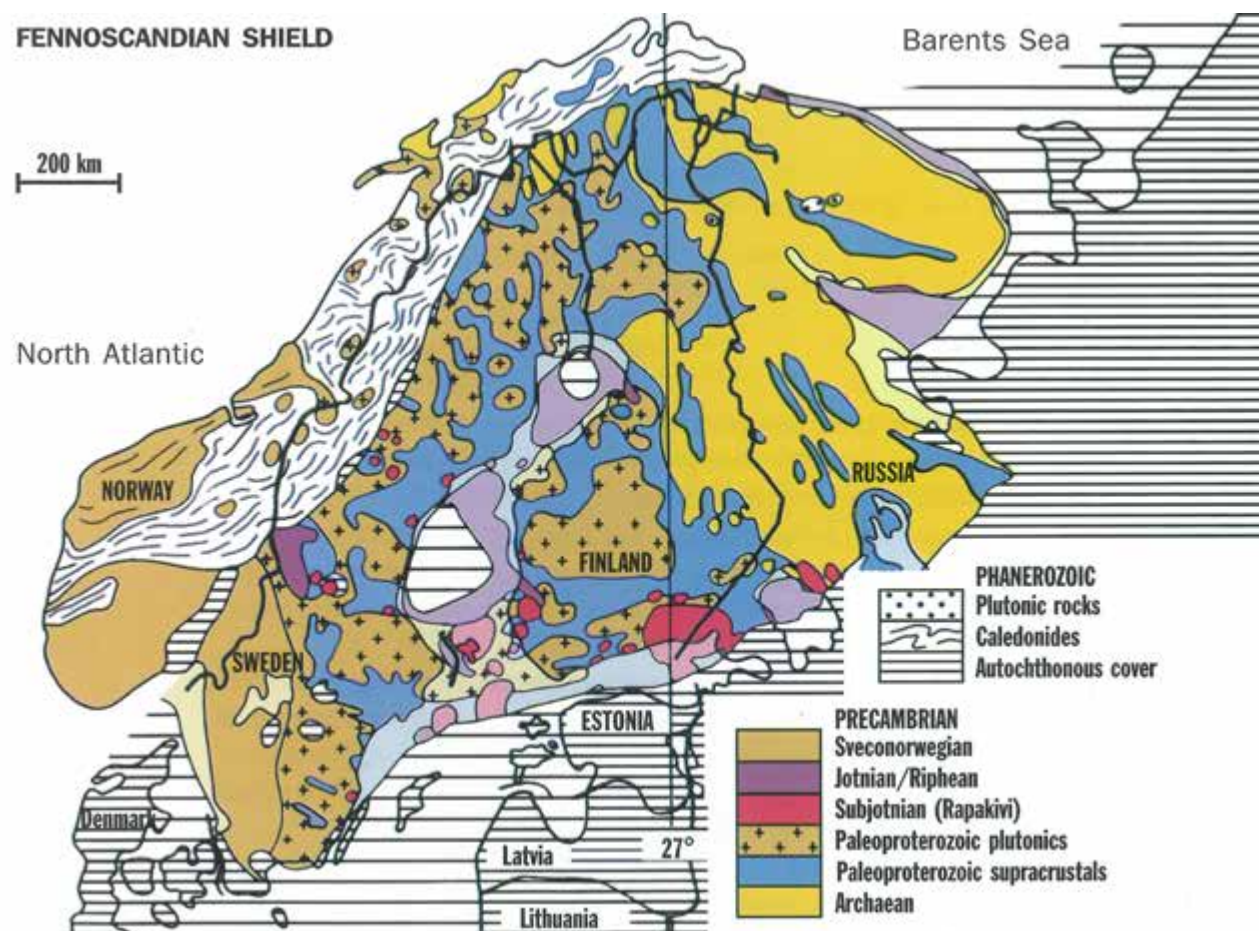 FENNOSCANDIAN SHIELD
Barents Sea
200 km
North Atlantic
NORWAY
RUSSIA
FINLAND
SWEDEN
ESTONIA
Denmark
Latvia
27°
Lithuania
PHANEROZOIC
Plutonic rocks
Caledonides
Autochthonous cover
PRECAMBRIAN
Sveconorwegian
Jotnian/Riphean
Subjotnian (Rapakivi)
Paleoproterozoic plutonics
Paleoproterozoic supracrustals
Archaean